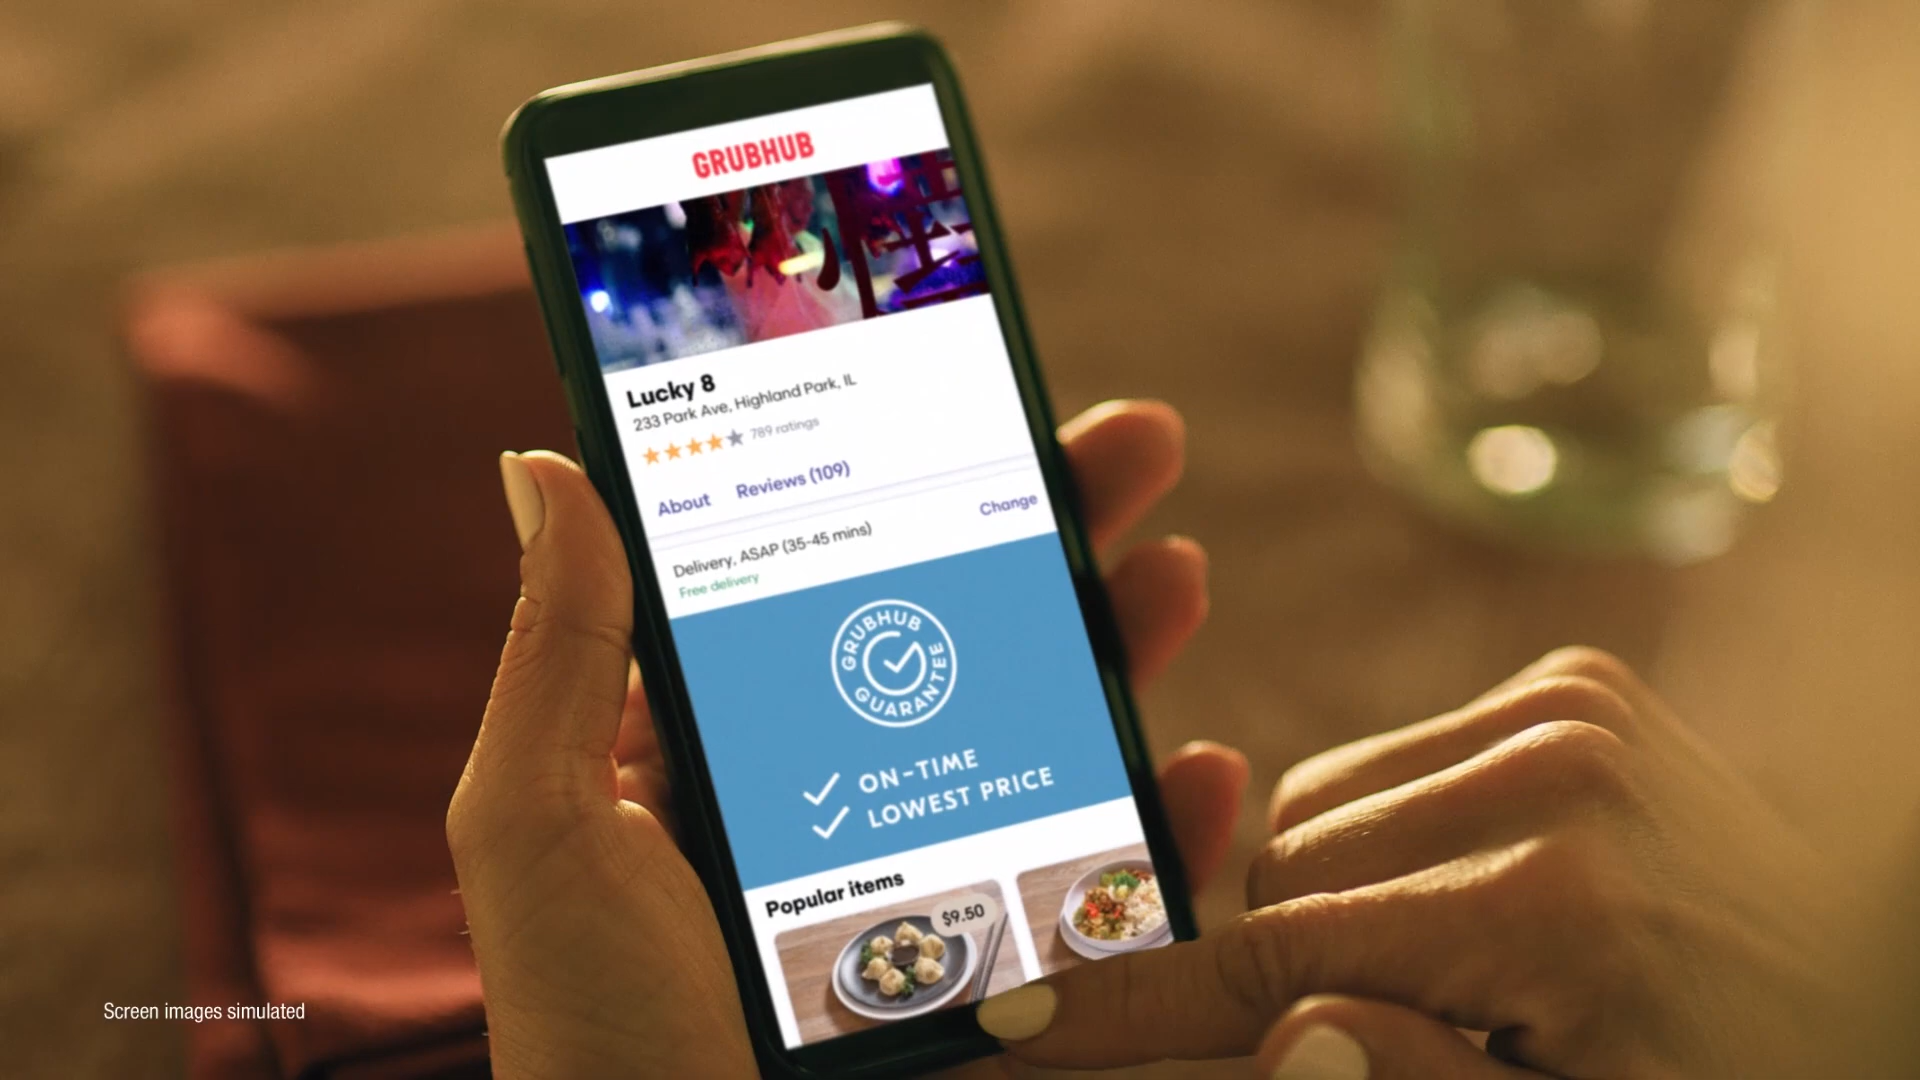 GRUBHUB
Lucky 8
233 Park Ave, Highland Park, IL
789 ratings
About Reviews (109)
Delivery, ASAP (35-45 mins) Change
Free delivery
GRUBHUB GUARANTEE
ON-TIME
LOWEST PRICE
Popular items
$9.50
Screen images simulated